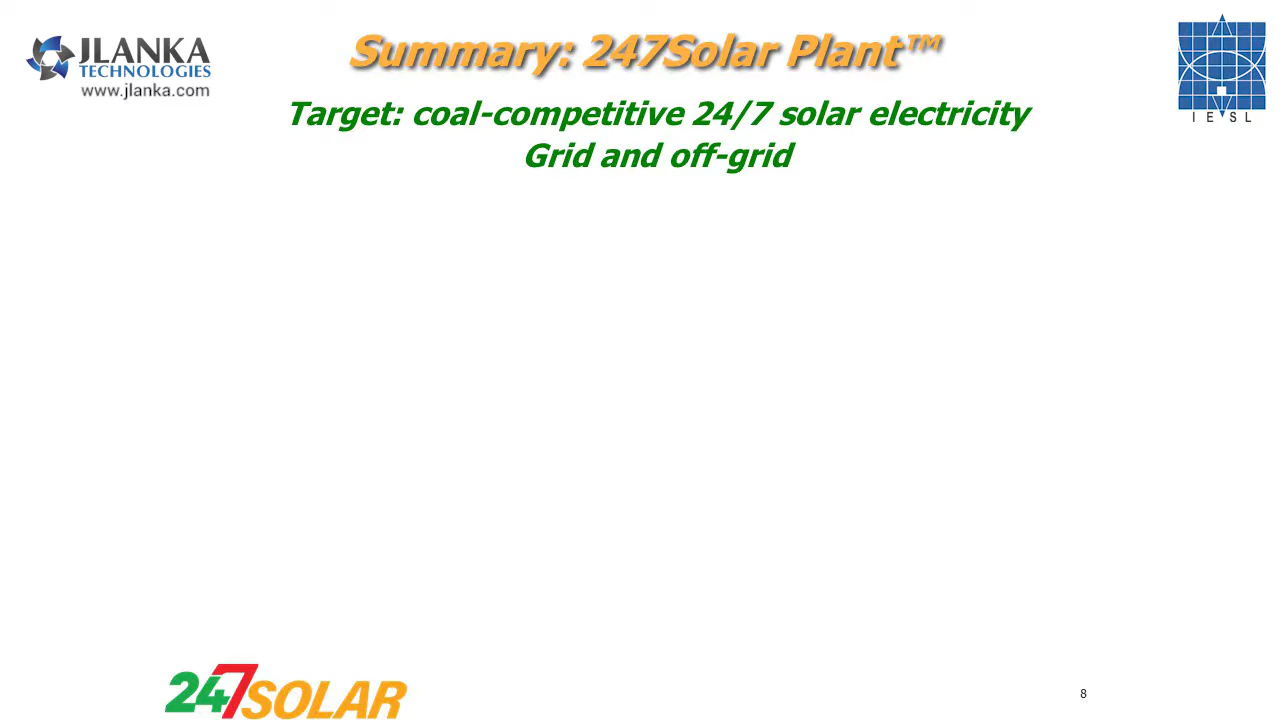 JLANKA
TECHNOLOGIES
www.jlanka.com
Summary: 247Solar Plant™
Target: coal-competitive 24/7 solar electricity
Grid and off-grid
IESL
247SOLAR
8